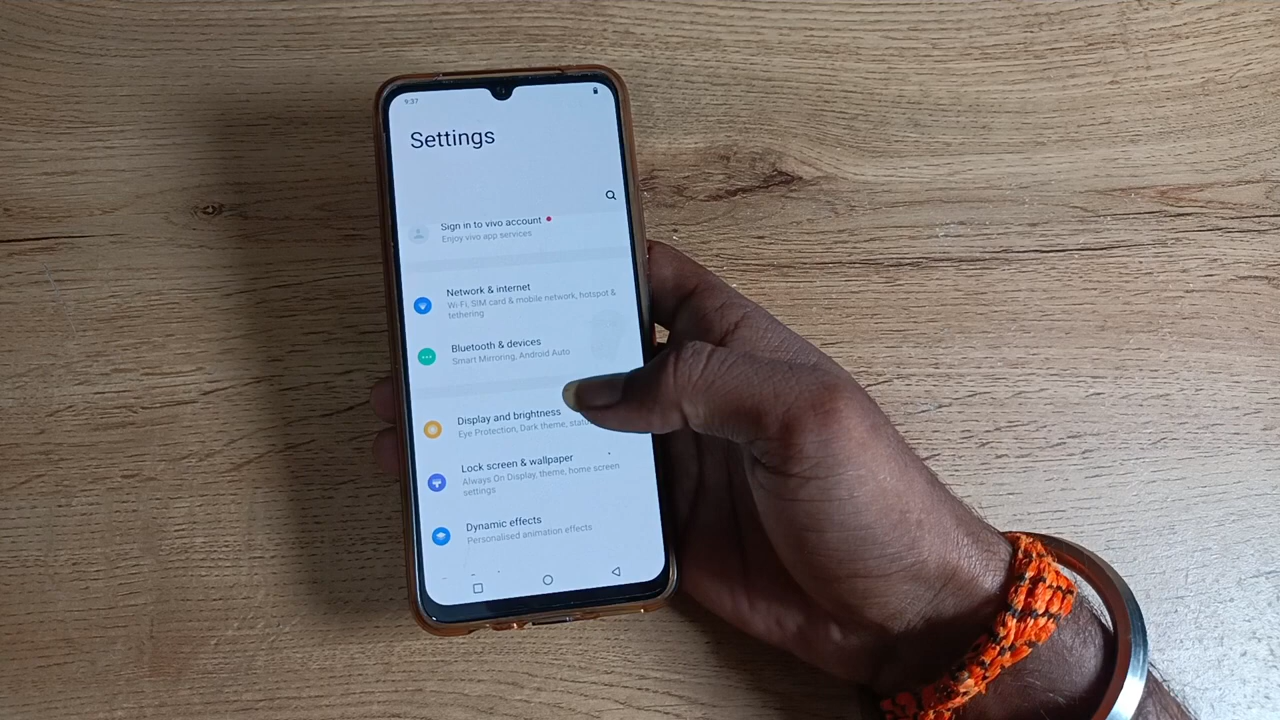 9:37
Settings
Sign in to vivo account
Enjoy vivo app services
Network & internet
Wi-Fi, SIM card & mobile network, hotspot &
tethering
Bluetooth & devices
Smart Mirroring, Android Auto
Display and brightness
Eye Protection, Dark theme,
Lock screen & wallpaper
Always On Display, theme, home screen
settings
Dynamic effects
Personalised animation effects